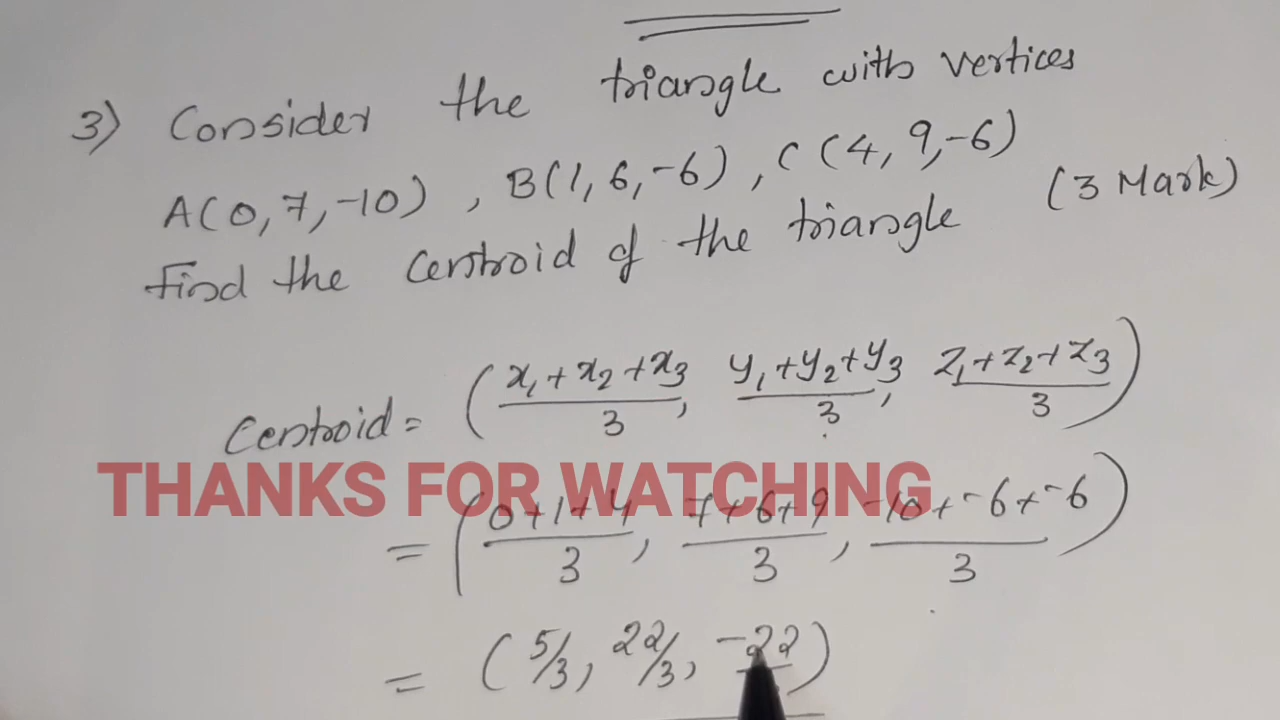 3) Consider the triangle with vertices
A(0, 7, -10) , B(1, 6, -6) , C (4, 9, -6)
Find the centroid of the triangle (3 Mark)
Centroid = (x₁+x₂+x₃/3, y₁+y₂+y₃/3, z₁+z₂+z₃/3)
THANKS FOR WATCHING
= (0+1+4/3, 7+6+9/3, -10+-6+-6/3)
= (5/3, 22/3, -22)